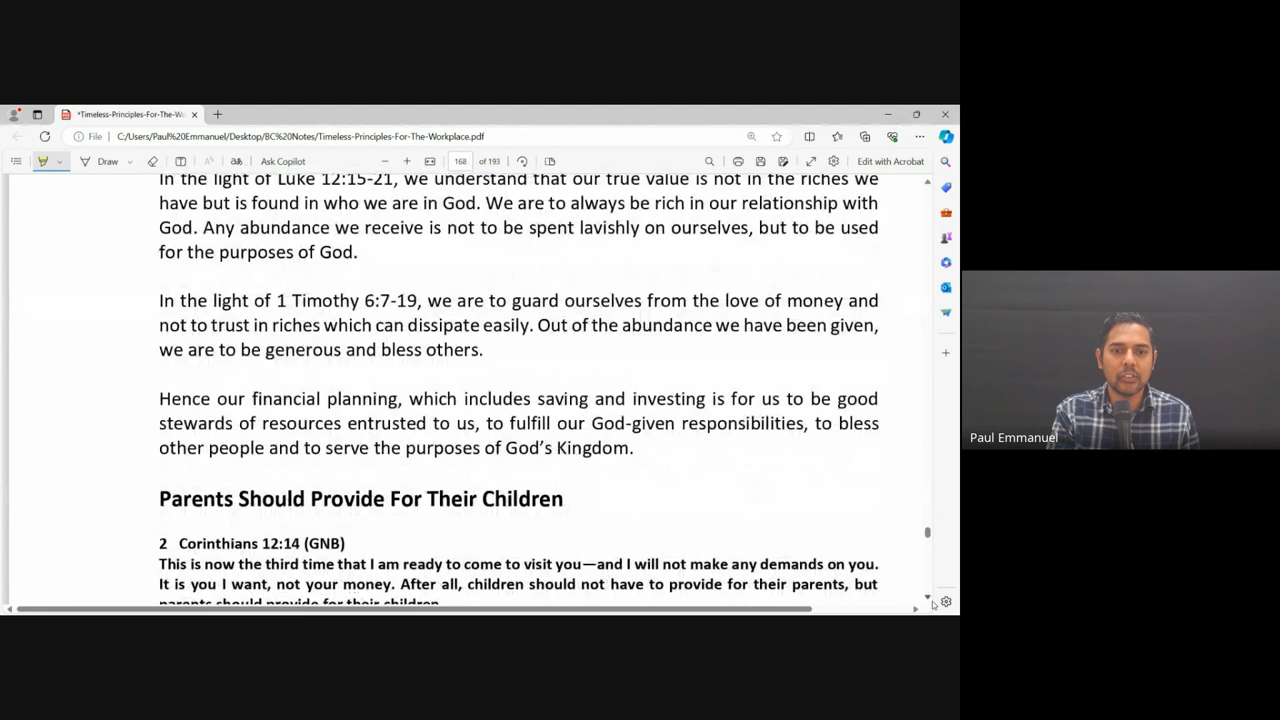 *Timeless-Principles-For-The-Wo
File
C:/Users/Paul%20Emmanuel/Desktop/BC%20Notes/Timeless-Principles-For-The-Workplace.pdf
Draw
Ask Copilot
168 of 193
Edit with Acrobat
In the light of Luke 12:15-21, we understand that our true value is not in the riches we
have but is found in who we are in God. We are to always be rich in our relationship with
God. Any abundance we receive is not to be spent lavishly on ourselves, but to be used
for the purposes of God.
In the light of 1 Timothy 6:7-19, we are to guard ourselves from the love of money and
not to trust in riches which can dissipate easily. Out of the abundance we have been given,
we are to be generous and bless others.
Hence our financial planning, which includes saving and investing is for us to be good
stewards of resources entrusted to us, to fulfill our God-given responsibilities, to bless
other people and to serve the purposes of God's Kingdom.
Parents Should Provide For Their Children
2 Corinthians 12:14 (GNB)
This is now the third time that I am ready to come to visit you—and I will not make any demands on you.
It is you I want, not your money. After all, children should not have to provide for their parents, but
parents should provide for their children
Paul Emmanuel